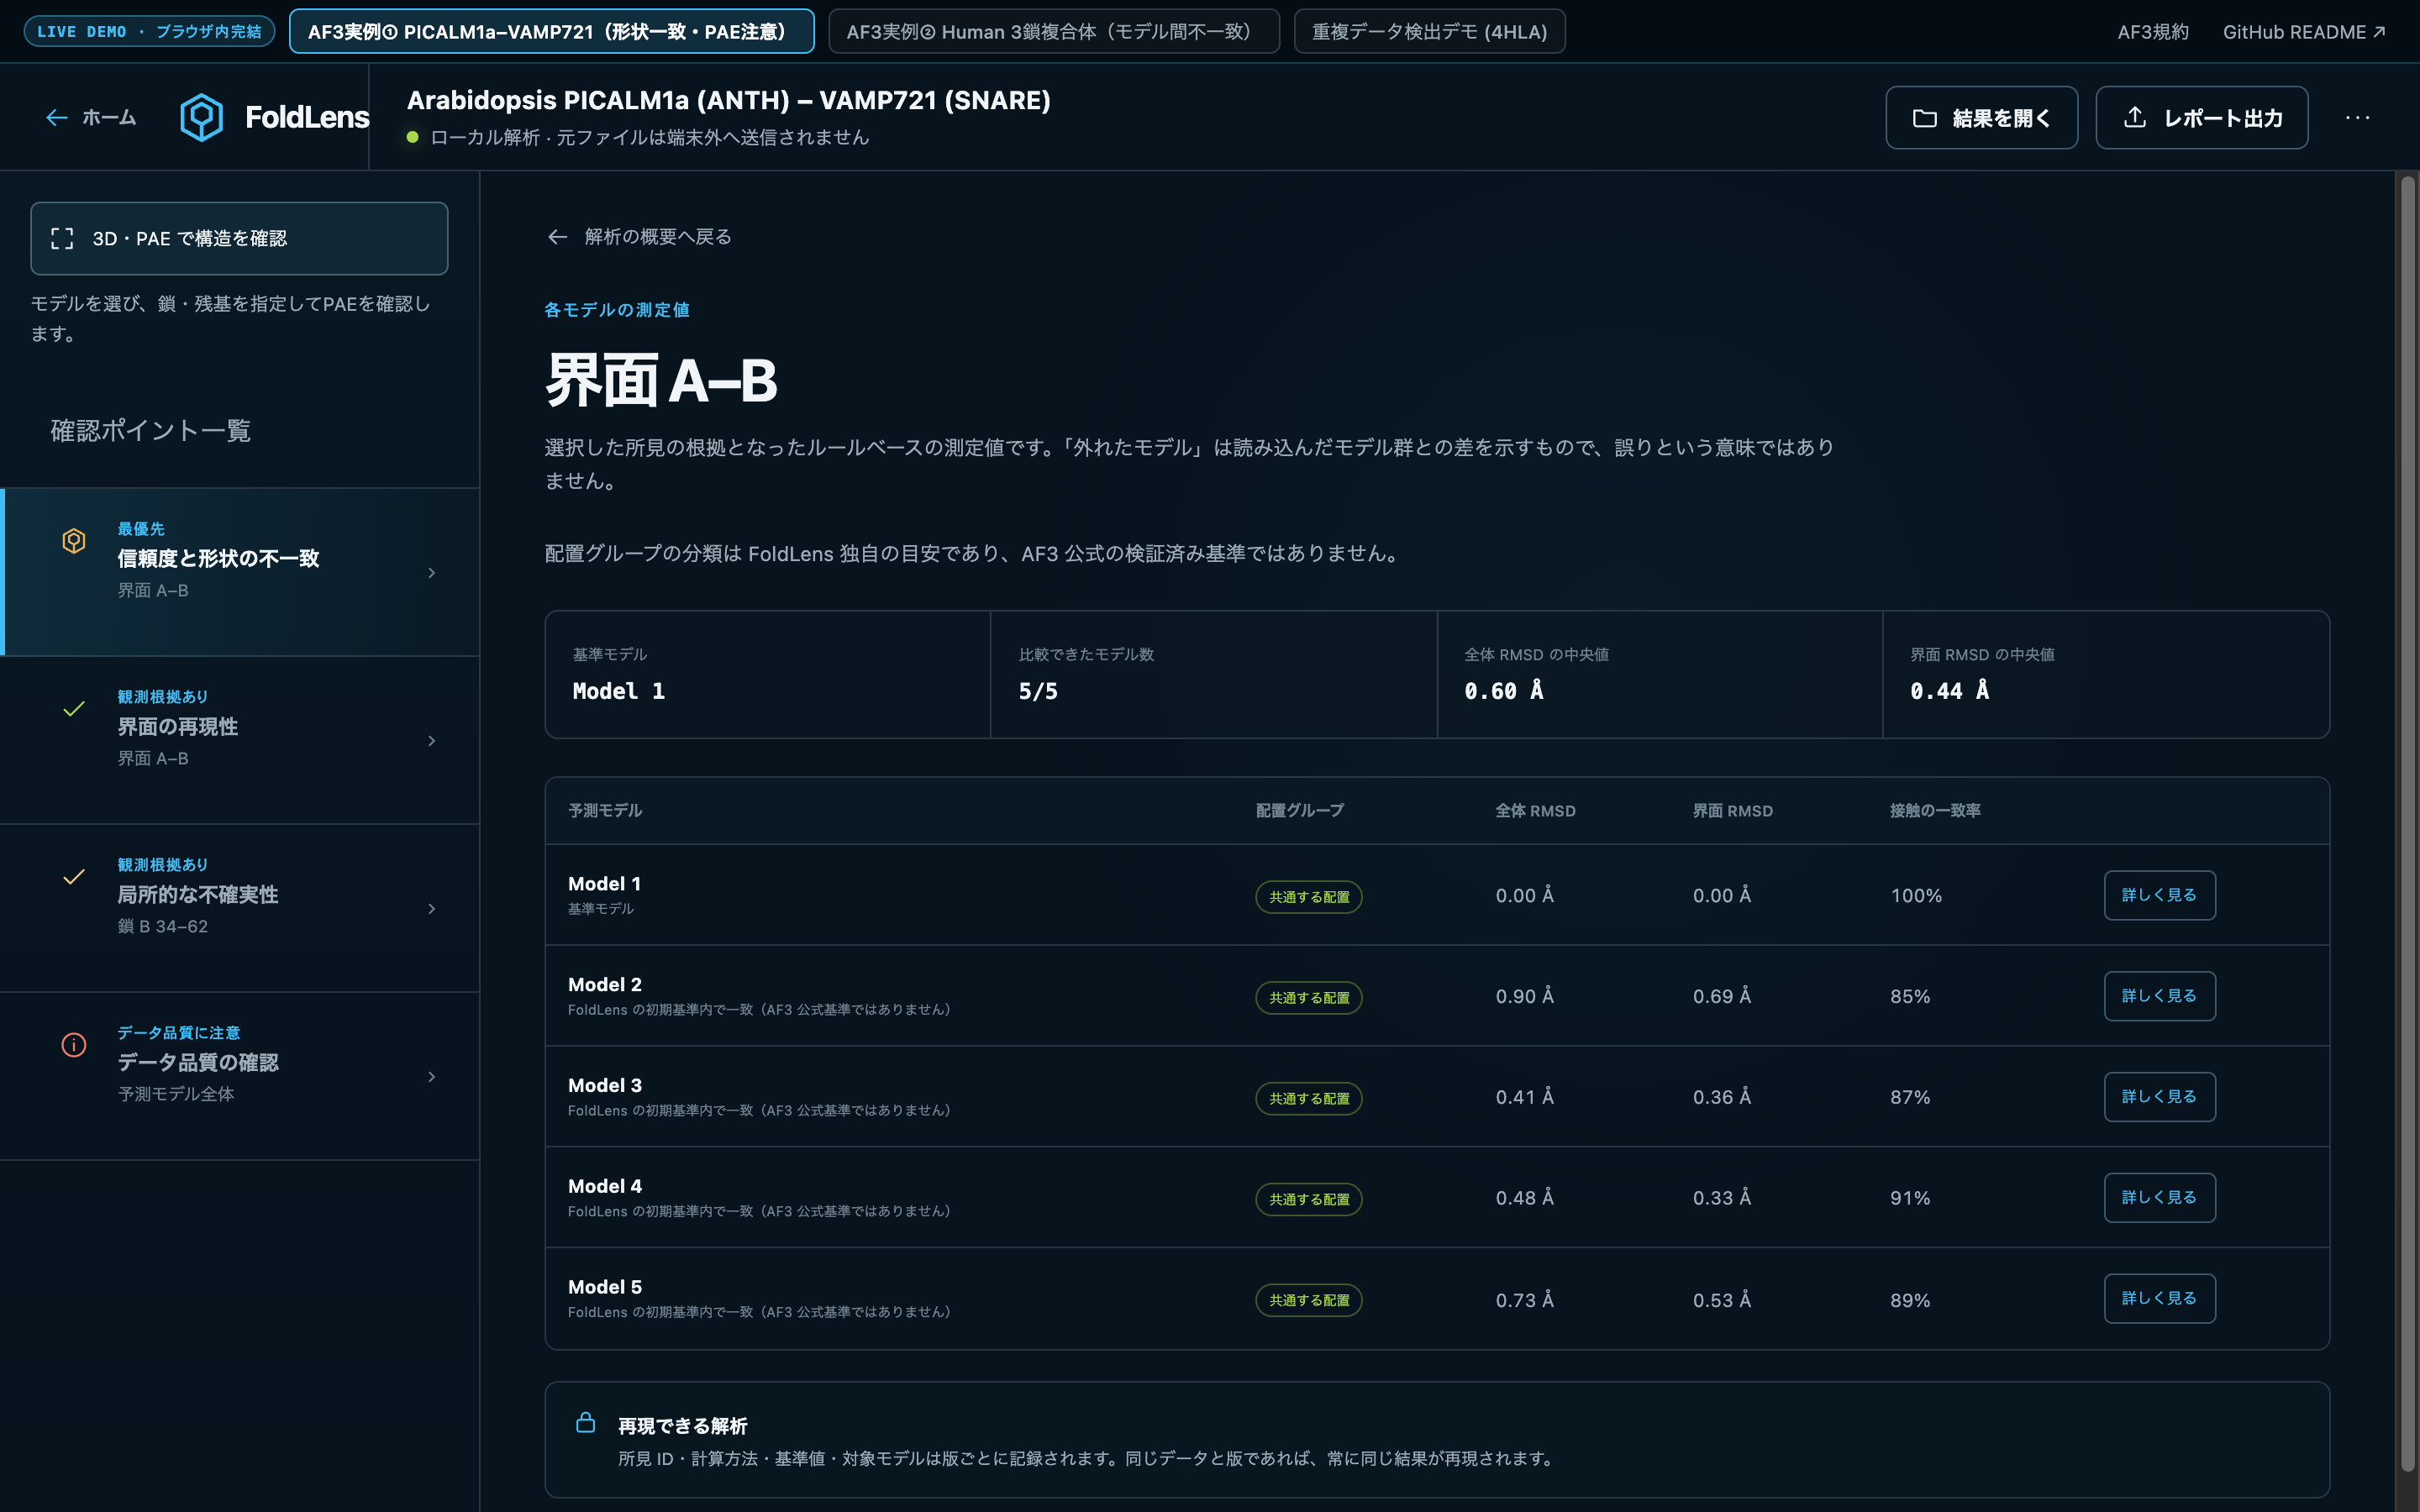 LIVE DEMO · ブラウザ内完結
AF3実例① PICALM1a–VAMP721（形状一致・PAE注意）
AF3実例② Human 3鎖複合体（モデル間不一致）
重複データ検出デモ (4HLA)
AF3規約
GitHub README ↗
← ホーム
FoldLens
Arabidopsis PICALM1a (ANTH) – VAMP721 (SNARE)
ローカル解析 · 元ファイルは端末外へ送信されません
結果を開く
レポート出力
···
3D・PAE で構造を確認
モデルを選び、鎖・残基を指定してPAEを確認し
ます。
確認ポイント一覧
最優先
信頼度と形状の不一致
界面 A–B
観測根拠あり
界面の再現性
界面 A–B
観測根拠あり
局所的な不確実性
鎖 B 34–62
データ品質に注意
データ品質の確認
予測モデル全体
← 解析の概要へ戻る
各モデルの測定値
界面 A–B
選択した所見の根拠となったルールベースの測定値です。「外れたモデル」は読み込んだモデル群との差を示すもので、誤りという意味ではあり
ません。
配置グループの分類は FoldLens 独自の目安であり、AF3 公式の検証済み基準ではありません。
基準モデル
Model 1
比較できたモデル数
5/5
全体 RMSD の中央値
0.60 Å
界面 RMSD の中央値
0.44 Å
予測モデル 配置グループ 全体 RMSD 界面 RMSD 接触の一致率
Model 1
基準モデル
共通する配置 0.00 Å 0.00 Å 100% 詳しく見る
Model 2
FoldLens の初期基準内で一致（AF3 公式基準ではありません）
共通する配置 0.90 Å 0.69 Å 85% 詳しく見る
Model 3
FoldLens の初期基準内で一致（AF3 公式基準ではありません）
共通する配置 0.41 Å 0.36 Å 87% 詳しく見る
Model 4
FoldLens の初期基準内で一致（AF3 公式基準ではありません）
共通する配置 0.48 Å 0.33 Å 91% 詳しく見る
Model 5
FoldLens の初期基準内で一致（AF3 公式基準ではありません）
共通する配置 0.73 Å 0.53 Å 89% 詳しく見る
再現できる解析
所見 ID・計算方法・基準値・対象モデルは版ごとに記録されます。同じデータと版であれば、常に同じ結果が再現されます。